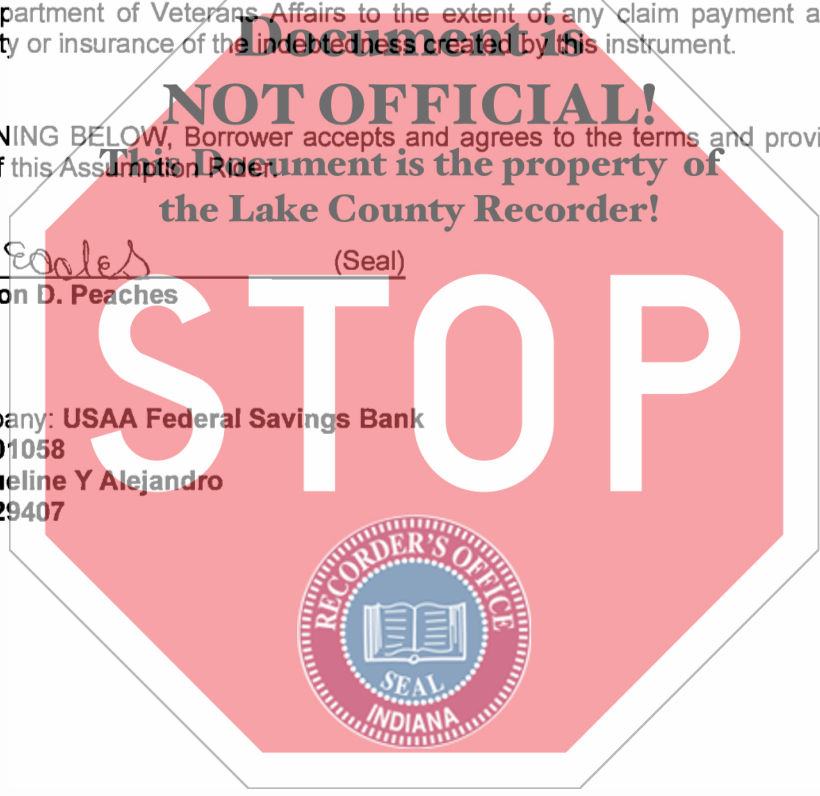 partment of Veterans Affairs to the extent of any claim payment a
ty or insurance of the indebtedness created by this instrument.
Document is
NOT OFFICIAL!
NING BELOW, Borrower accepts and agrees to the terms and provi
f this Assumption Rider.
This Document is the property of
the Lake County Recorder!
(Seal)
on D. Peaches
STOP
pany: USAA Federal Savings Bank
01058
ueline Y Alejandro
29407
RECORDER'S OFFICE
SEAL
INDIANA